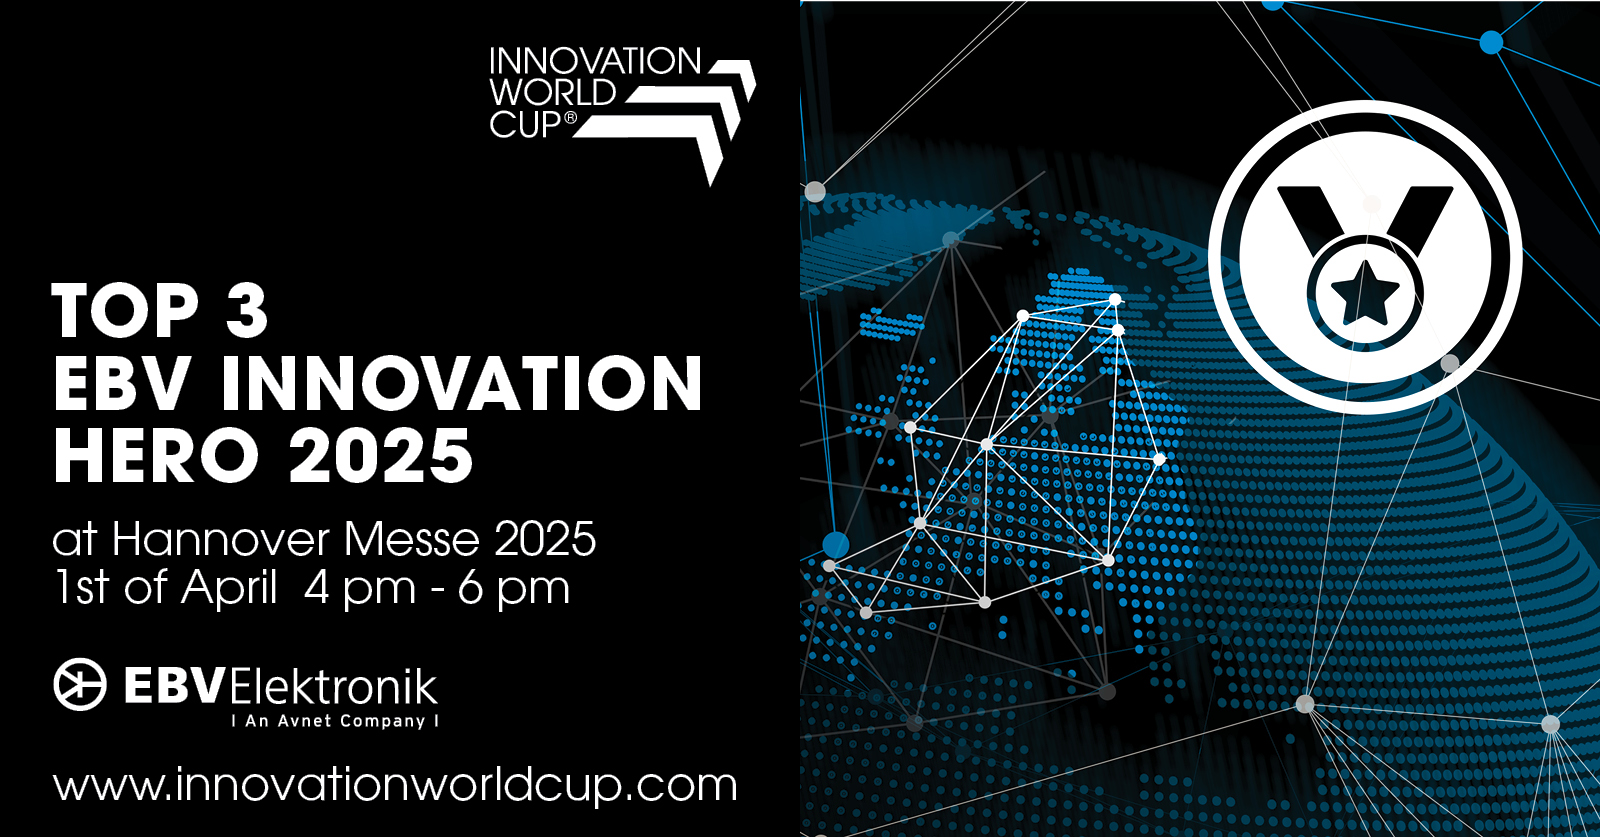 INNOVATION
WORLD
CUP®
TOP 3
EBV INNOVATION
HERO 2025
at Hannover Messe 2025
1st of April 4 pm - 6 pm
EBVElektronik
| An Avnet Company |
www.innovationworldcup.com